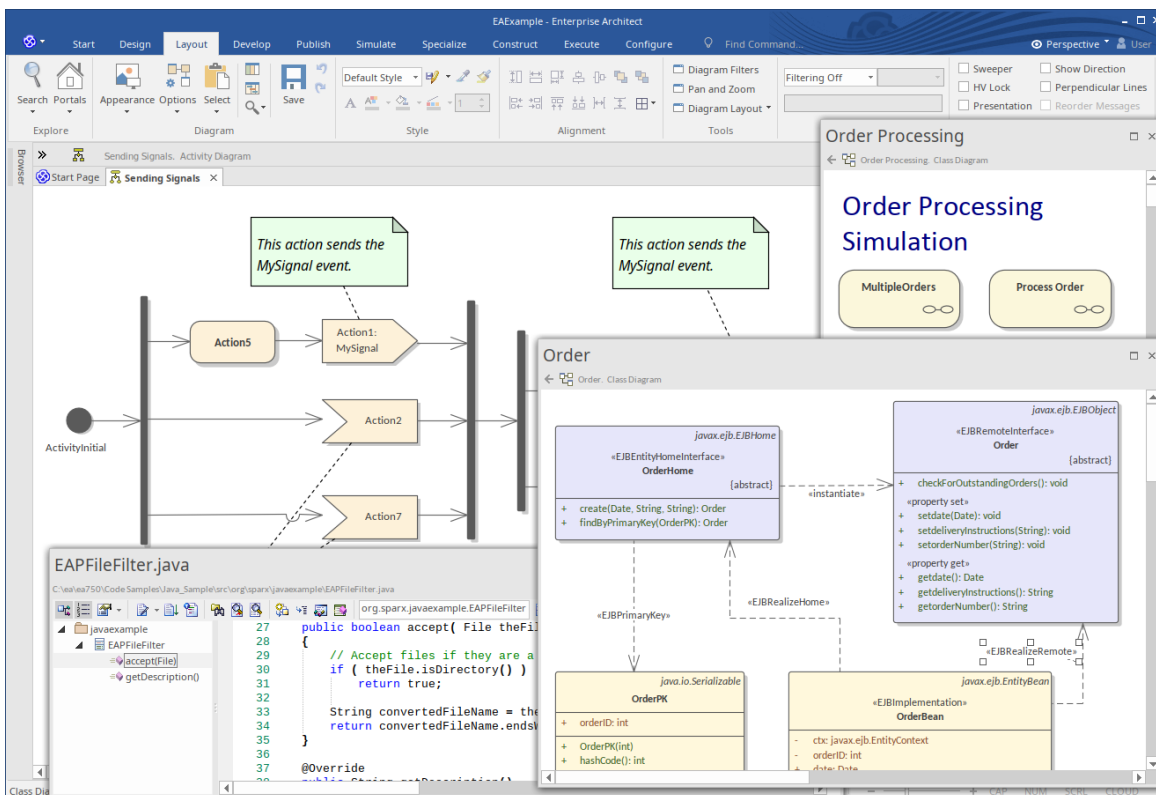 EAExample - Enterprise Architect
Start Design Layout Develop Publish Simulate Specialize Construct Execute Configure Find Command... Perspective User
Search Portals Appearance Options Select Save
Default Style
1
Diagram Filters
Pan and Zoom
Diagram Layout
Filtering Off
Sweeper Show Direction
HV Lock Perpendicular Lines
Presentation Reorder Messages
Explore Diagram Style Alignment Tools
Browser
Sending Signals. Activity Diagram
Start Page Sending Signals
This action sends the
MySignal event.
This action sends the
MySignal event.
Action5
Action1:
MySignal
Action2
ActivityInitial
Action7
Order Processing
Order Processing. Class Diagram
Order Processing
Simulation
MultipleOrders
Process Order
Order
Order. Class Diagram
javax.ejb.EJBHome
«EJBEntityHomeInterface»
OrderHome
{abstract}
+ create(Date, String, String): Order
+ findByPrimaryKey(OrderPK): Order
«instantiate»
javax.ejb.EJBObject
«EJBRemoteInterface»
Order
{abstract}
+ checkForOutstandingOrders(): void
«property set»
+ setdate(Date): void
+ setdeliveryInstructions(String): void
+ setorderNumber(String): void
«property get»
+ getdate(): Date
+ getdeliveryInstructions(): String
+ getorderNumber(): String
«EJBPrimaryKey»
«EJBRealizeHome»
«EJBRealizeRemote»
java.io.Serializable
OrderPK
+ orderID: int
+ OrderPK(int)
+ hashCode(): int
javax.ejb.EntityBean
«EJBImplementation»
OrderBean
- ctx: javax.ejb.EntityContext
- orderID: int
+ date: Date
EAPFileFilter.java
C:\ea\ea750\Code Samples\Java_Sample\src\org\sparx\javaexample\EAPFileFilter.java
org.sparx.javaexample.EAPFileFilter
javaexample
EAPFileFilter
accept(File)
getDescription()
27 public boolean accept( File theFil
28 {
29 // Accept files if they are a
30 if ( theFile.isDirectory() )
31 return true;
32
33 String convertedFileName = the
34 return convertedFileName.endsW
35 }
36
37 @Override
38 public String getDescription()
Class Dia
CAP NUM SCRL CLOUD